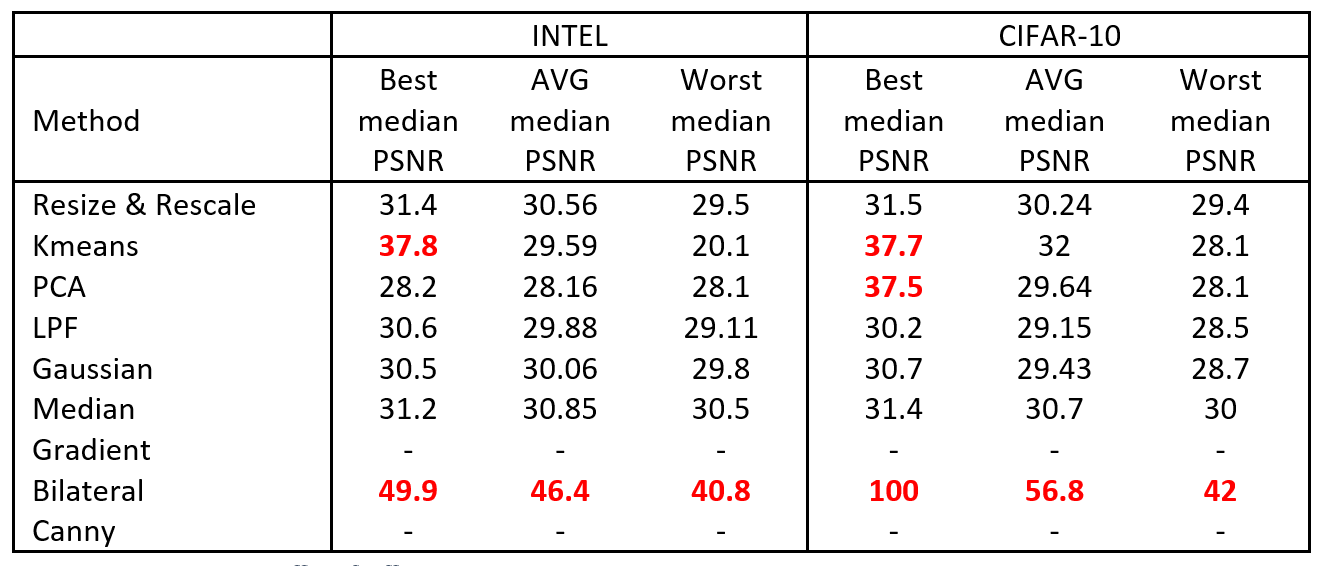 INTEL CIFAR-10
Method Best median PSNR AVG median PSNR Worst median PSNR Best median PSNR AVG median PSNR Worst median PSNR
Resize & Rescale 31.4 30.56 29.5 31.5 30.24 29.4
Kmeans 37.8 29.59 20.1 37.7 32 28.1
PCA 28.2 28.16 28.1 37.5 29.64 28.1
LPF 30.6 29.88 29.11 30.2 29.15 28.5
Gaussian 30.5 30.06 29.8 30.7 29.43 28.7
Median 31.2 30.85 30.5 31.4 30.7 30
Gradient - - - - - -
Bilateral 49.9 46.4 40.8 100 56.8 42
Canny - - - - - -